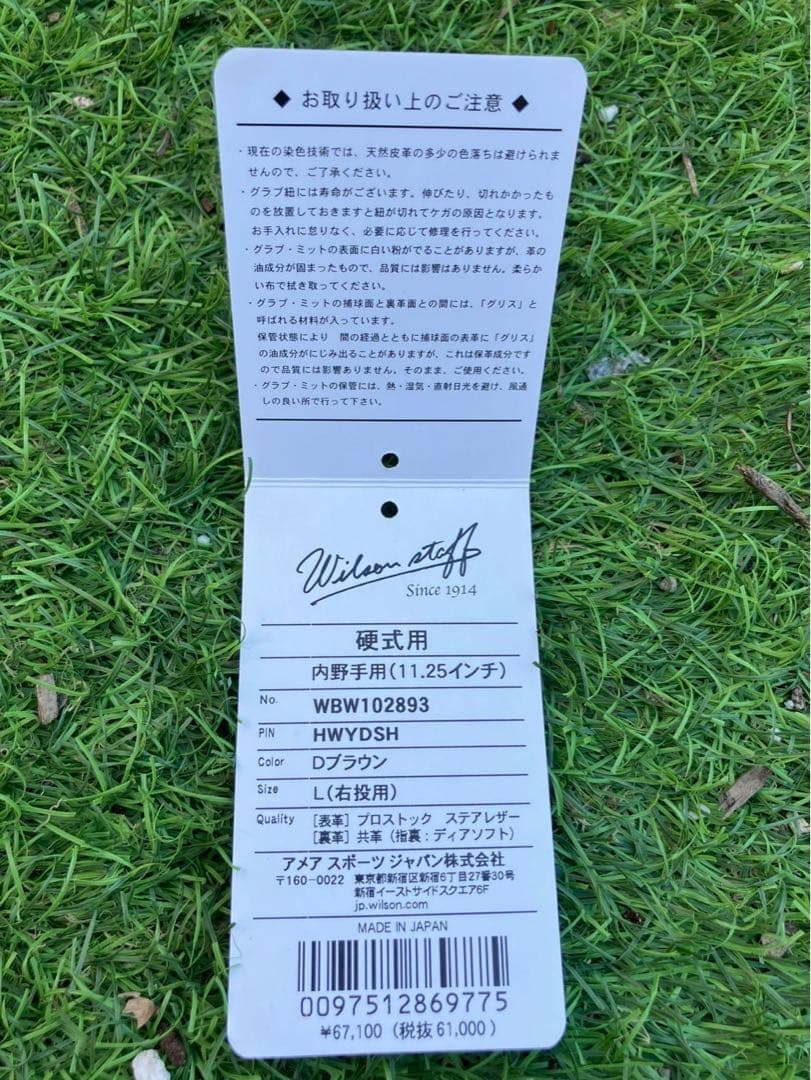 ◆ お取り扱い上のご注意 ◆
・現在の染色技術では、天然皮革の多少の色落ちは避けられま
せんので、ご了承ください。
・グラブ紐には寿命がございます。伸びたり、切れかかったも
のを放置しておきますと紐が切れてケガの原因となります。
お手入れに怠りなく、必要に応じて修理を行ってください。
・グラブ・ミットの表面に白い粉がでることがありますが、革の
油成分が固まったもので、品質には影響はありません。柔らか
い布で拭き取ってください。
・グラブ・ミットの捕球面と裏革面との間には、「グリス」と
呼ばれる材料が入っています。
保管状態により 間の経過とともに捕球面の表革に「グリス」
の油成分がにじみ出ることがありますが、これは保革成分です
ので品質には影響ありません。そのまま、ご使用ください。
・グラブ・ミットの保管には、熱・湿気・直射日光を避け、風通
しの良い所で行って下さい。
Wilson staff
Since 1914
硬式用
内野手用(11.25インチ)
No. WBW102893
PIN HWYDSH
Color Dブラウン
Size L(右投用)
Quality [表革] プロストック ステアレザー
[裏革] 共革 (指裏:ディアソフト)
アメア スポーツ ジャパン株式会社
〒160-0022 東京都新宿区新宿6丁目27番30号
新宿イーストサイドスクエア6F
jp.wilson.com
MADE IN JAPAN
0097512869775
¥67,100 (税抜 61,000)